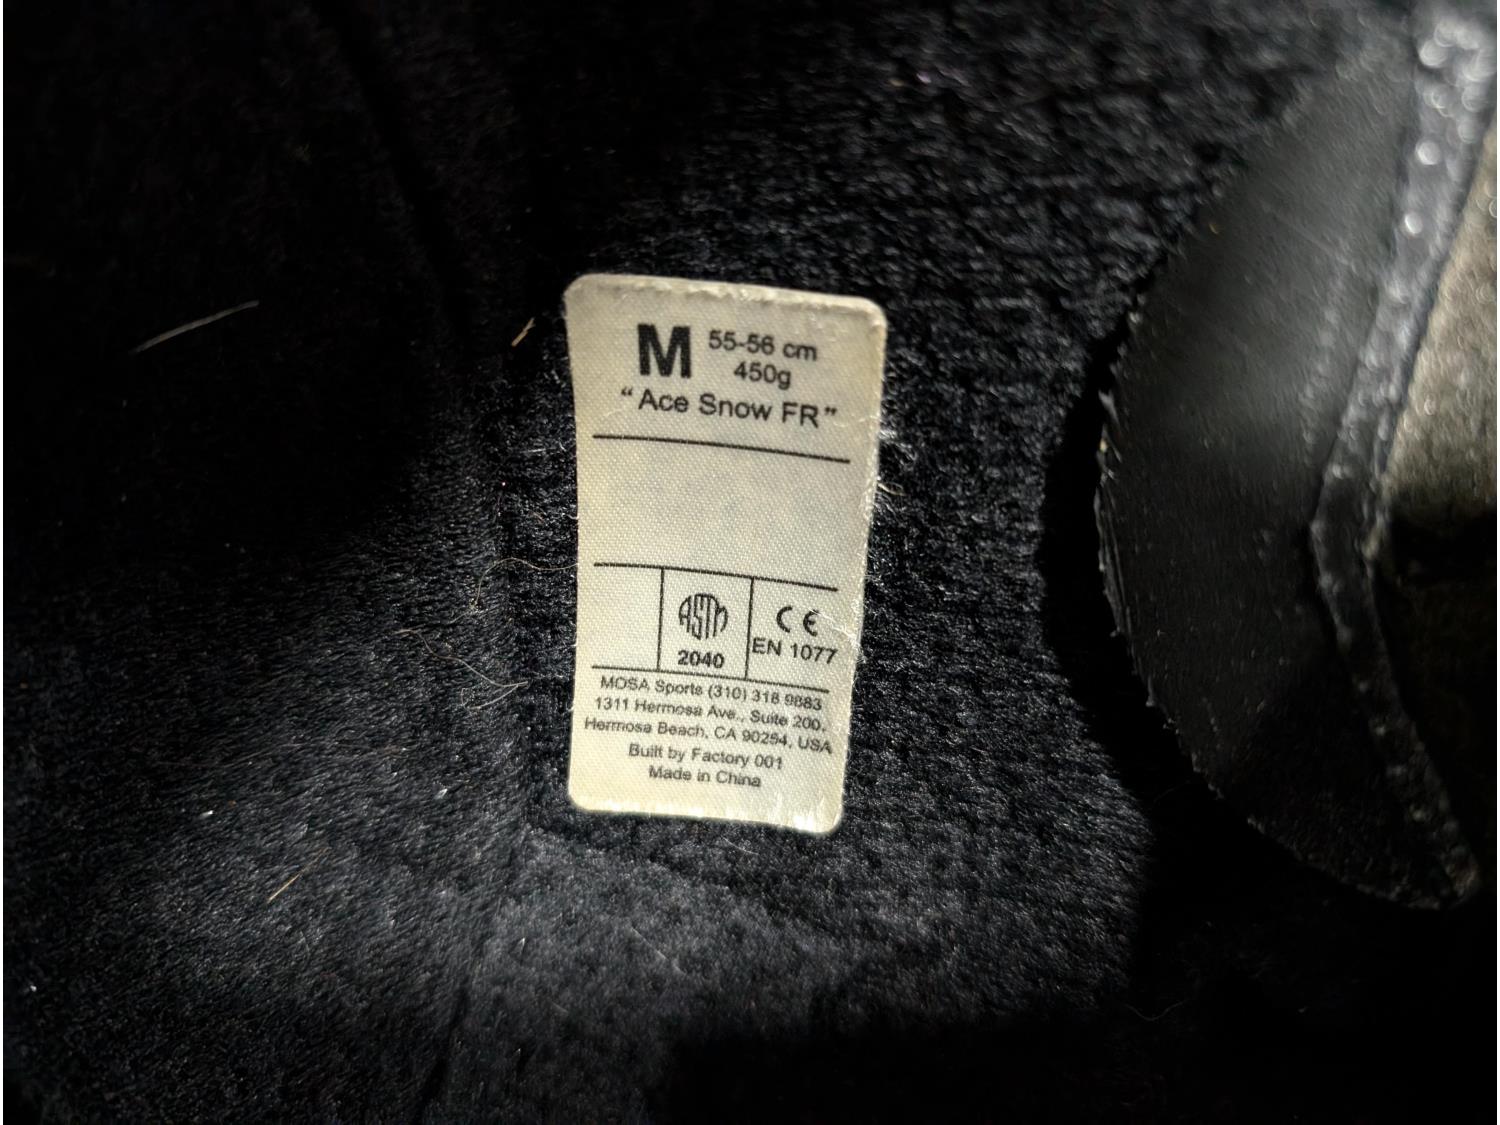 M 55-56 cm
450g
“Ace Snow FR”
ASTM
2040
CE
EN 1077
MOSA Sports (310) 318 9883
1311 Hermosa Ave., Suite 200,
Hermosa Beach, CA 90254, USA
Built by Factory 001
Made in China